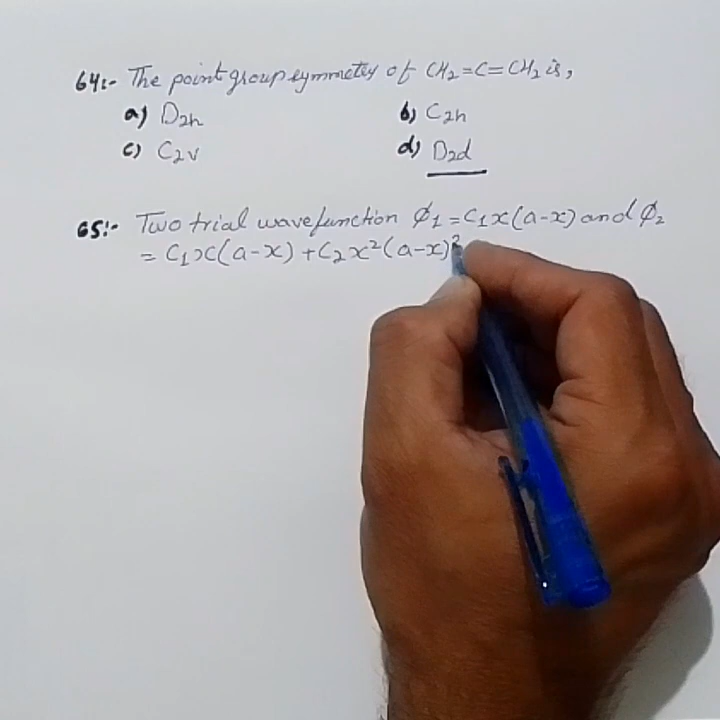 64:- The point group symmetry of CH₂=C=CH₂ is,
a) D₂h b) C₂h
c) C₂v d) D₂d
65:- Two trial wavefunction ϕ₁ = C₁x(a-x) and ϕ₂
= C₁x(a-x) + C₂x²(a-x)²